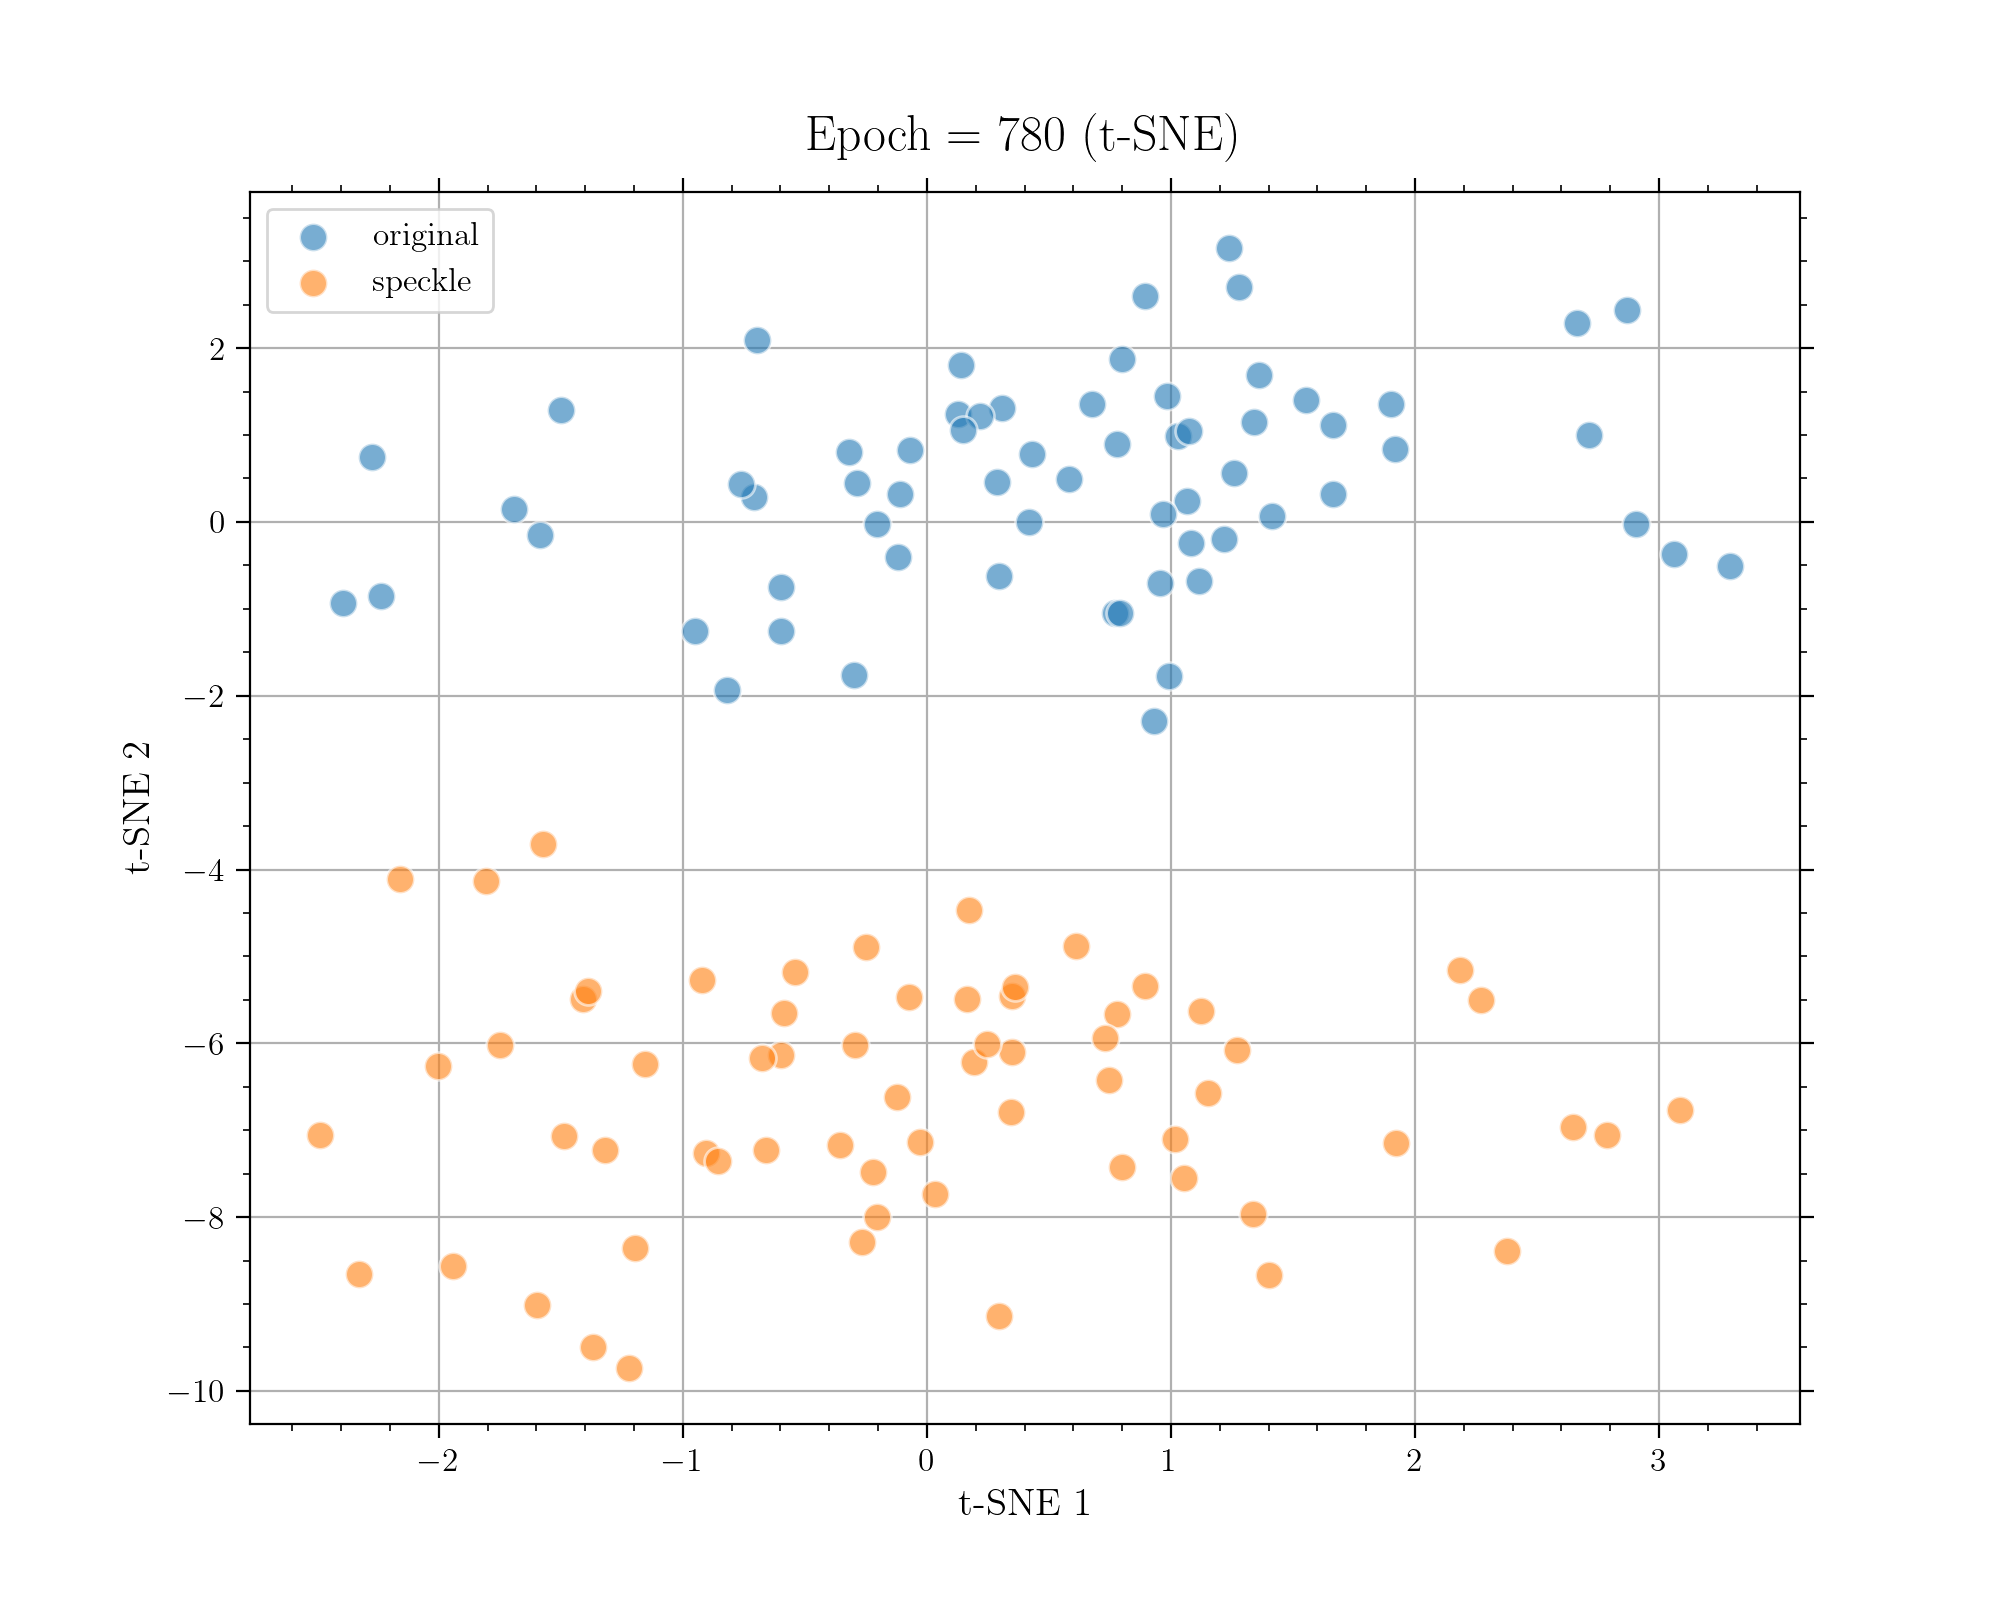 Epoch = 780 (t-SNE)
original
speckle
2
0
−2
−4
−6
−8
−10
t-SNE 2
−2 −1 0 1 2 3
t-SNE 1